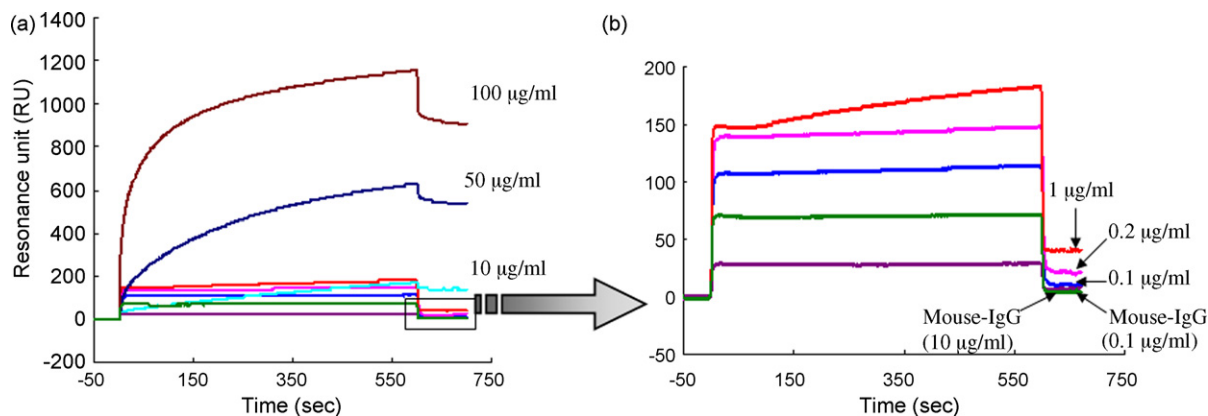 (a)
1400
1200
1000
800
600
400
200
0
-200
Resonance unit (RU)
100 μg/ml
50 μg/ml
10 μg/ml
-50
150
350
550
750
Time (sec)
(b)
200
150
100
50
0
-50
1 μg/ml
0.2 μg/ml
0.1 μg/ml
Mouse-IgG
(10 μg/ml)
Mouse-IgG
(0.1 μg/ml)
-50
150
350
550
750
Time (sec)